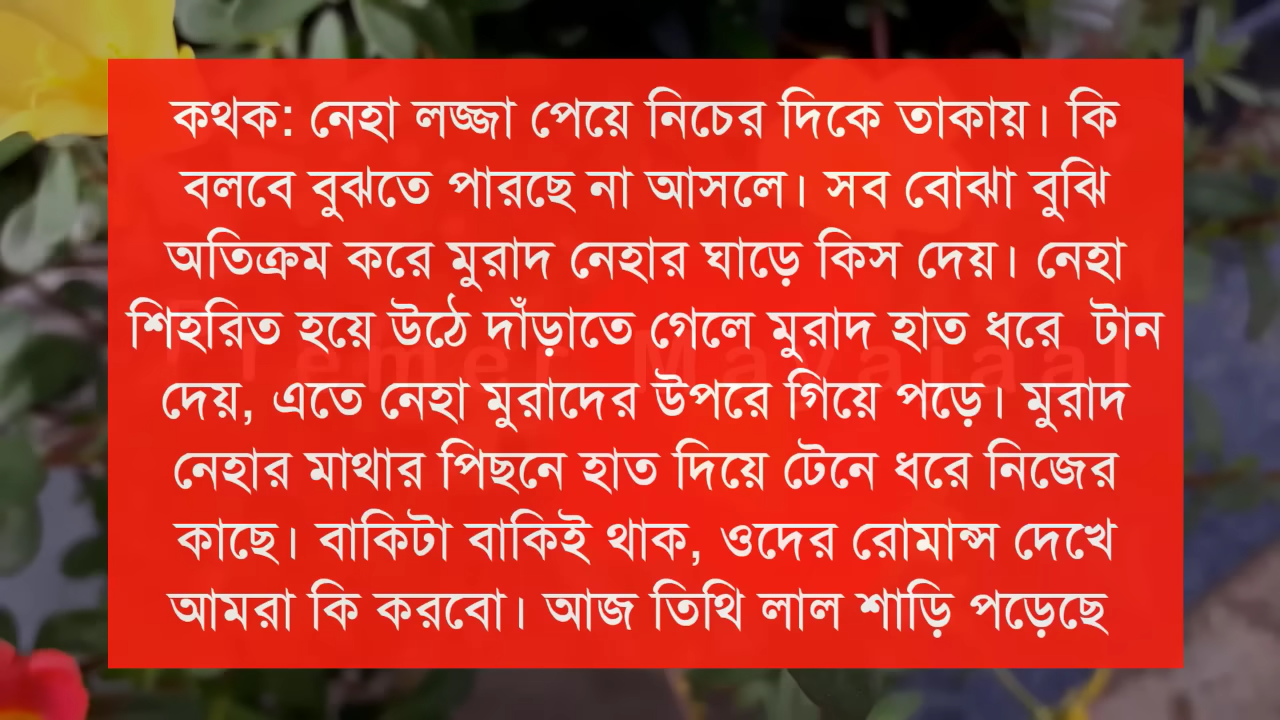 কথক: নেহা লজ্জা পেয়ে নিচের দিকে তাকায়। কি
বলবে বুঝতে পারছে না আসলে। সব বোঝা বুঝি
অতিক্রম করে মুরাদ নেহার ঘাড়ে কিস দেয়। নেহা
শিহরিত হয়ে উঠে দাঁড়াতে গেলে মুরাদ হাত ধরে টান
দেয়, এতে নেহা মুরাদের উপরে গিয়ে পড়ে। মুরাদ
নেহার মাথার পিছনে হাত দিয়ে টেনে ধরে নিজের
কাছে। বাকিটা বাকিই থাক, ওদের রোমান্স দেখে
আমরা কি করবো। আজ তিথি লাল শাড়ি পড়েছে